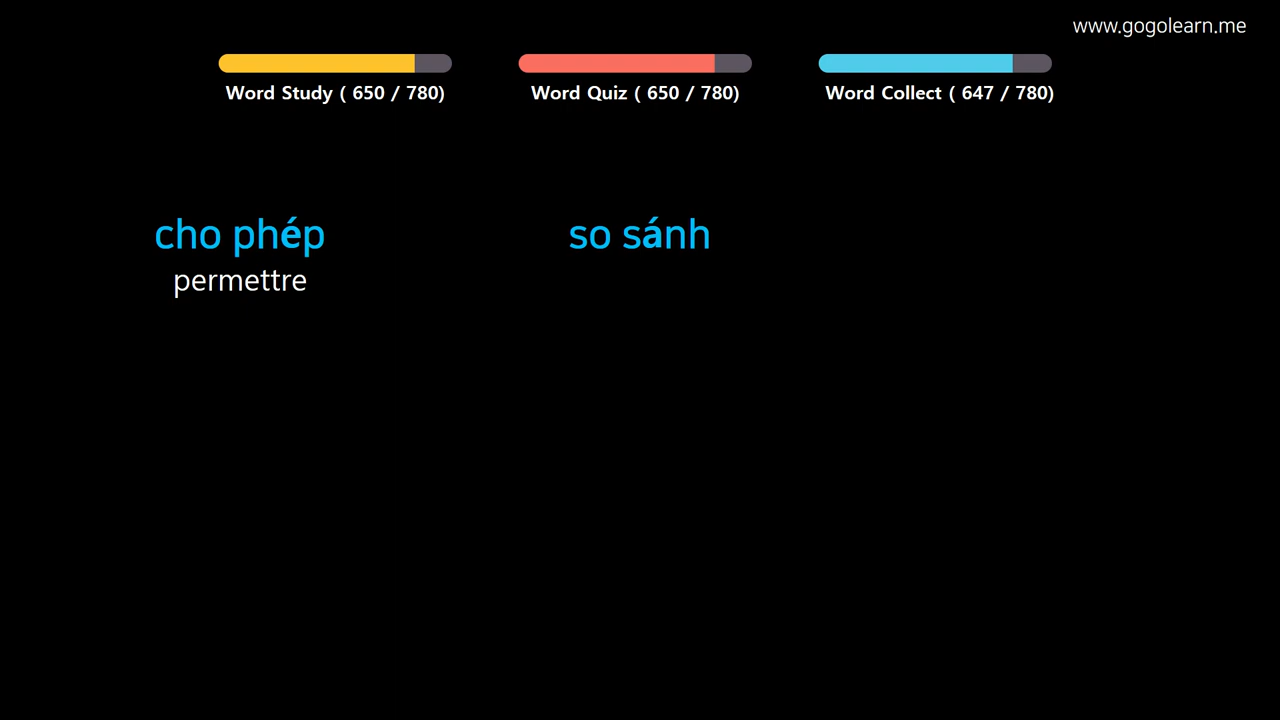 www.gogolearn.me
Word Study ( 650 / 780)
Word Quiz ( 650 / 780)
Word Collect ( 647 / 780)
cho phép
permettre
so sánh